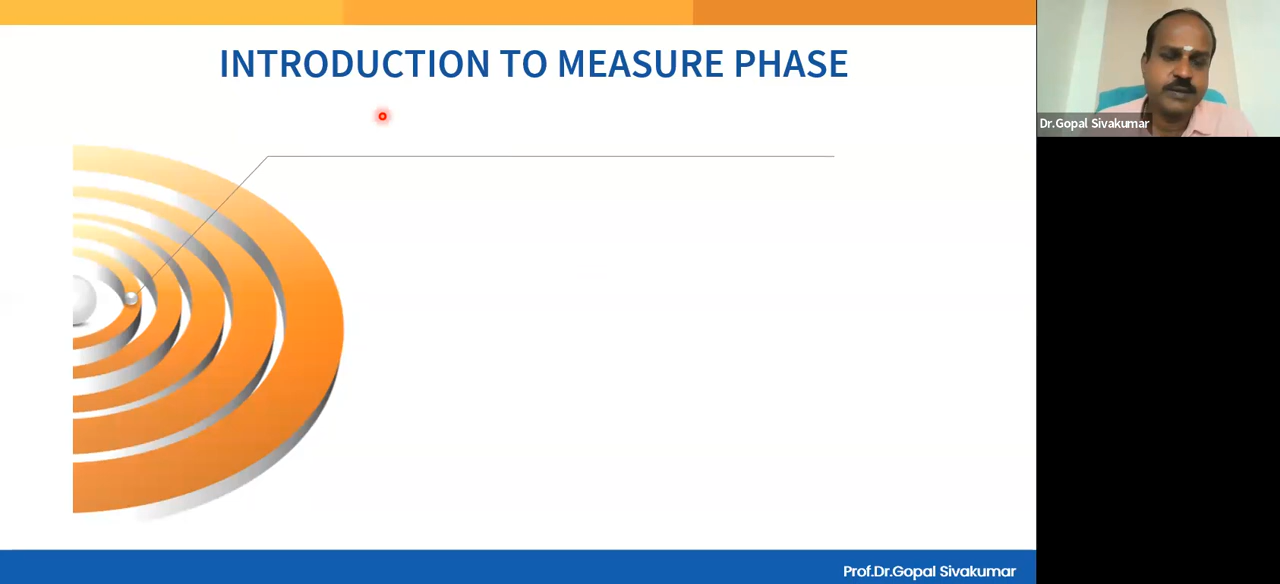 INTRODUCTION TO MEASURE PHASE
Dr.Gopal Sivakumar
Prof.Dr.Gopal Sivakumar